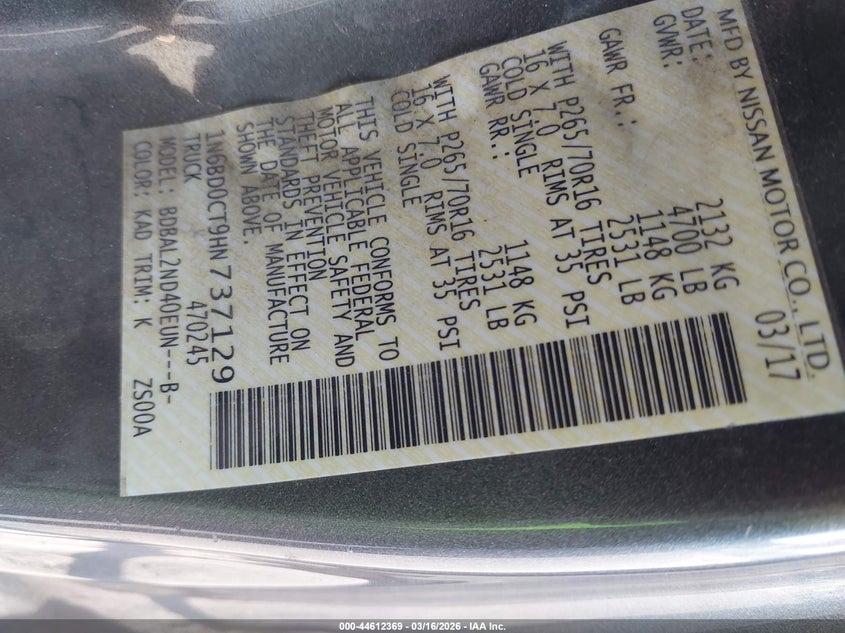 MFD BY NISSAN MOTOR CO., LTD.
DATE: 03/17
GVWR: 2132 KG
4700 LB
GAWR FR.: 1148 KG
2531 LB
WITH P265/70R16 TIRES
16 X 7.0 RIMS AT 35 PSI
COLD SINGLE
GAWR RR.: 1148 KG
2531 LB
WITH P265/70R16 TIRES
16 X 7.0 RIMS AT 35 PSI
COLD SINGLE
THIS VEHICLE CONFORMS TO
ALL APPLICABLE FEDERAL
MOTOR VEHICLE SAFETY AND
THEFT PREVENTION
STANDARDS IN EFFECT ON
THE DATE OF MANUFACTURE
SHOWN ABOVE.
1N6BD0CT9HN737129
TRUCK 470245
MODEL: BDBAL2ND40EUN---B-
COLOR: KAD TRIM: K ZS00A
000-44612369 - 03/16/2026 - IAA Inc.